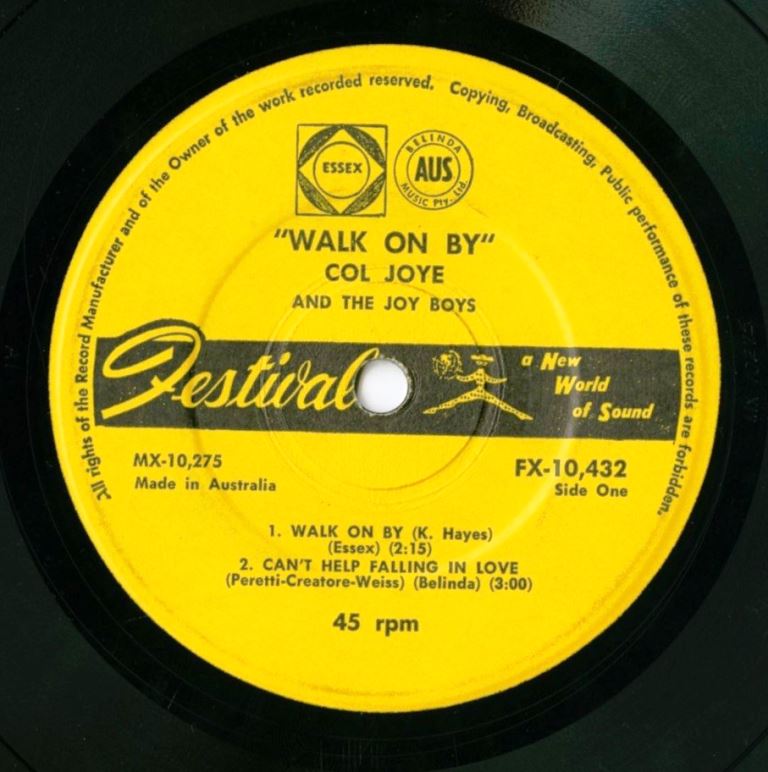 All rights of the Record Manufacturer and of the Owner of the work recorded reserved. Copying, Broadcasting, Public performance of these records are forbidden.
ESSEX
BELINDA
AUS
MUSIC Pty. Ltd.
"WALK ON BY"
COL JOYE
AND THE JOY BOYS
Festival
a New
World
of Sound
MX-10,275
Made in Australia
FX-10,432
Side One
1. WALK ON BY (K. Hayes)
(Essex) (2:15)
2. CAN'T HELP FALLING IN LOVE
(Peretti-Creatore-Weiss) (Belinda) (3:00)
45 rpm